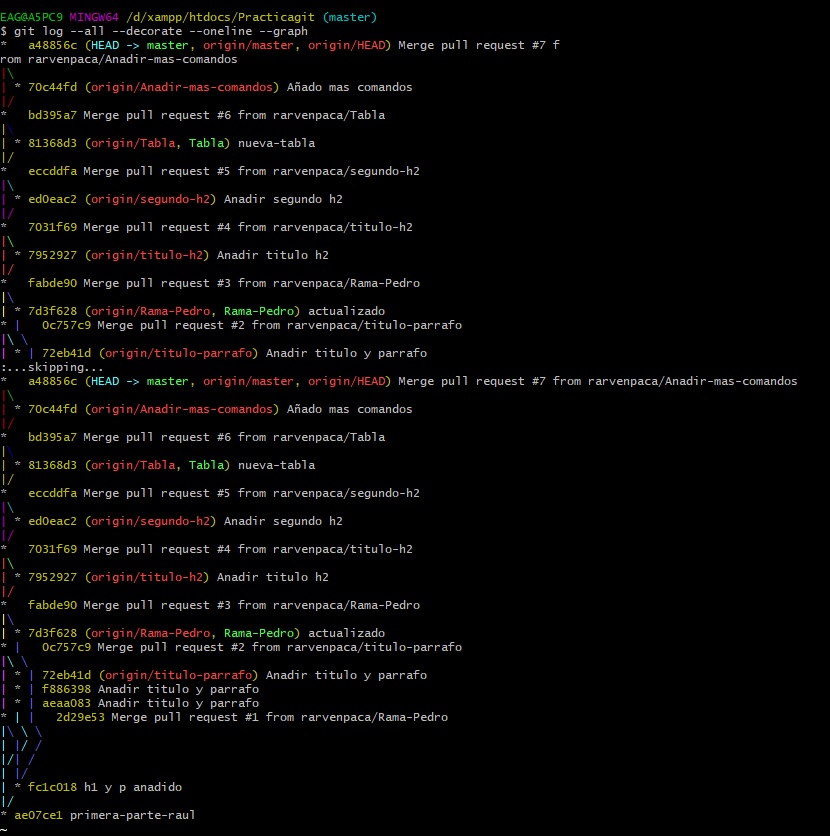 EAG@A5PC9 MINGW64 /d/xampp/htdocs/Practicagit (master)
$ git log --all --decorate --oneline --graph
*   a48856c (HEAD -> master, origin/master, origin/HEAD) Merge pull request #7 f
rom rarvenpaca/Anadir-mas-comandos
|\
| * 70c44fd (origin/Anadir-mas-comandos) Añado mas comandos
|/
*   bd395a7 Merge pull request #6 from rarvenpaca/Tabla
|\
| * 81368d3 (origin/Tabla, Tabla) nueva-tabla
|/
*   eccddfa Merge pull request #5 from rarvenpaca/segundo-h2
|\
| * ed0eac2 (origin/segundo-h2) Anadir segundo h2
|/
*   7031f69 Merge pull request #4 from rarvenpaca/titulo-h2
|\
| * 7952927 (origin/titulo-h2) Anadir titulo h2
|/
*   fabde90 Merge pull request #3 from rarvenpaca/Rama-Pedro
|\
| * 7d3f628 (origin/Rama-Pedro, Rama-Pedro) actualizado
* |   0c757c9 Merge pull request #2 from rarvenpaca/titulo-parrafo
|\ \
| * | 72eb41d (origin/titulo-parrafo) Anadir titulo y parrafo
:...skipping...
*   a48856c (HEAD -> master, origin/master, origin/HEAD) Merge pull request #7 from rarvenpaca/Anadir-mas-comandos
|\
| * 70c44fd (origin/Anadir-mas-comandos) Añado mas comandos
|/
*   bd395a7 Merge pull request #6 from rarvenpaca/Tabla
|\
| * 81368d3 (origin/Tabla, Tabla) nueva-tabla
|/
*   eccddfa Merge pull request #5 from rarvenpaca/segundo-h2
|\
| * ed0eac2 (origin/segundo-h2) Anadir segundo h2
|/
*   7031f69 Merge pull request #4 from rarvenpaca/titulo-h2
|\
| * 7952927 (origin/titulo-h2) Anadir titulo h2
|/
*   fabde90 Merge pull request #3 from rarvenpaca/Rama-Pedro
|\
| * 7d3f628 (origin/Rama-Pedro, Rama-Pedro) actualizado
* |   0c757c9 Merge pull request #2 from rarvenpaca/titulo-parrafo
|\ \
| * | 72eb41d (origin/titulo-parrafo) Anadir titulo y parrafo
| * | f886398 Anadir titulo y parrafo
| * | aeaa083 Anadir titulo y parrafo
* | |   2d29e53 Merge pull request #1 from rarvenpaca/Rama-Pedro
|\ \ \
| |/ /
|/| /
| |/
| * fc1c018 h1 y p anadido
|/
* ae07ce1 primera-parte-raul
~